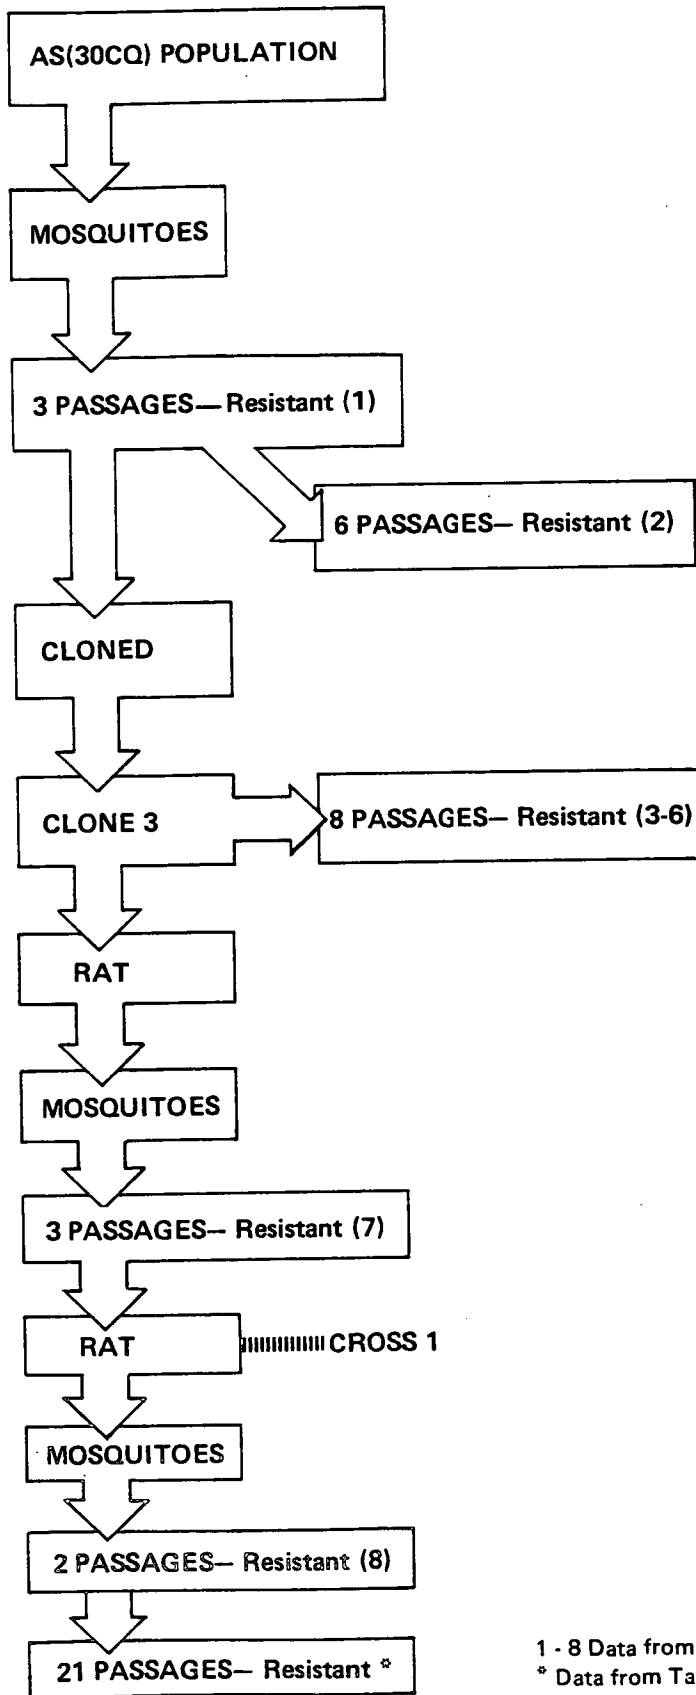 AS(30CQ) POPULATION
MOSQUITOES
3 PASSAGES— Resistant (1)
6 PASSAGES— Resistant (2)
CLONED
CLONE 3
8 PASSAGES— Resistant (3-6)
RAT
MOSQUITOES
3 PASSAGES— Resistant (7)
RAT
CROSS 1
MOSQUITOES
2 PASSAGES— Resistant (8)
21 PASSAGES— Resistant *
1 - 8 Data from
* Data from Ta